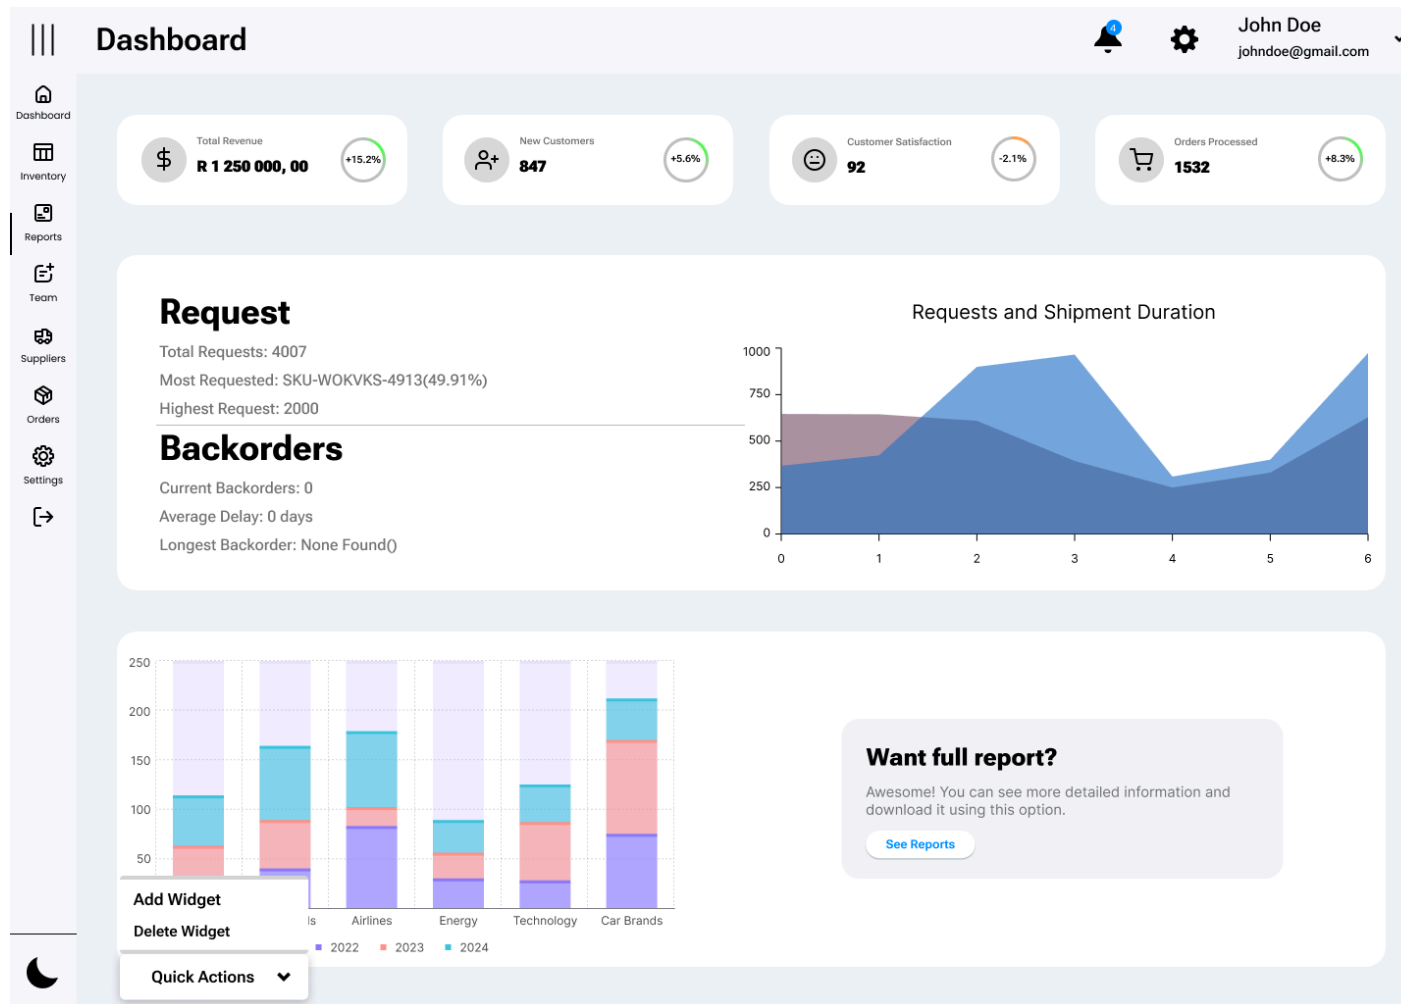 Dashboard
4
John Doe
johndoe@gmail.com
Dashboard
Inventory
Reports
Team
Suppliers
Orders
Settings
Total Revenue
R 1 250 000, 00
+15.2%
New Customers
847
+5.6%
Customer Satisfaction
92
-2.1%
Orders Processed
1532
+8.3%
Request
Total Requests: 4007
Most Requested: SKU-WOKVKS-4913(49.91%)
Highest Request: 2000
Backorders
Current Backorders: 0
Average Delay: 0 days
Longest Backorder: None Found()
Requests and Shipment Duration
1000
750
500
250
0
0 1 2 3 4 5 6
250
200
150
100
50
ls Airlines Energy Technology Car Brands
2022 2023 2024
Add Widget
Delete Widget
Quick Actions
Want full report?
Awesome! You can see more detailed information and
download it using this option.
See Reports